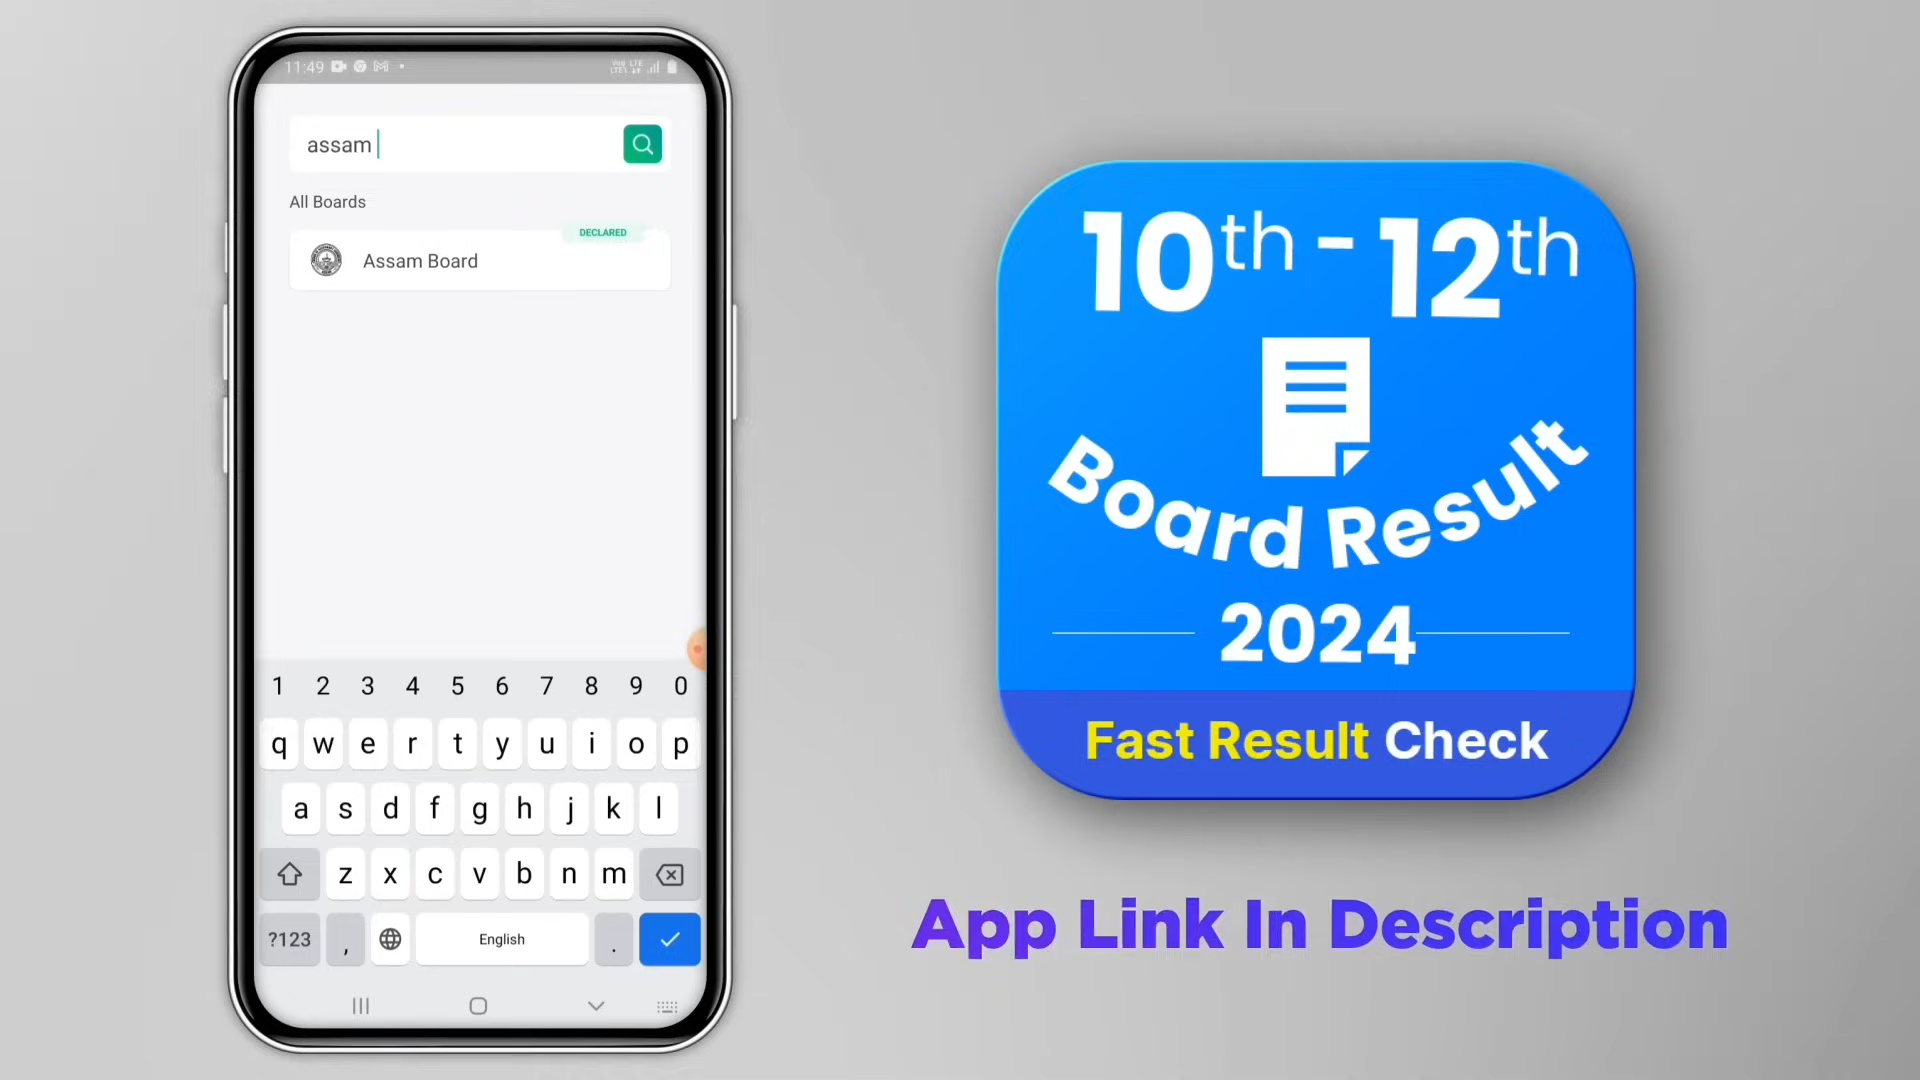 11:49
assam
All Boards
DECLARED
Assam Board
1 2 3 4 5 6 7 8 9 0
q w e r t y u i o p
a s d f g h j k l
z x c v b n m
?123 , English .
10th - 12th
Board Result
2024
Fast Result Check
App Link In Description